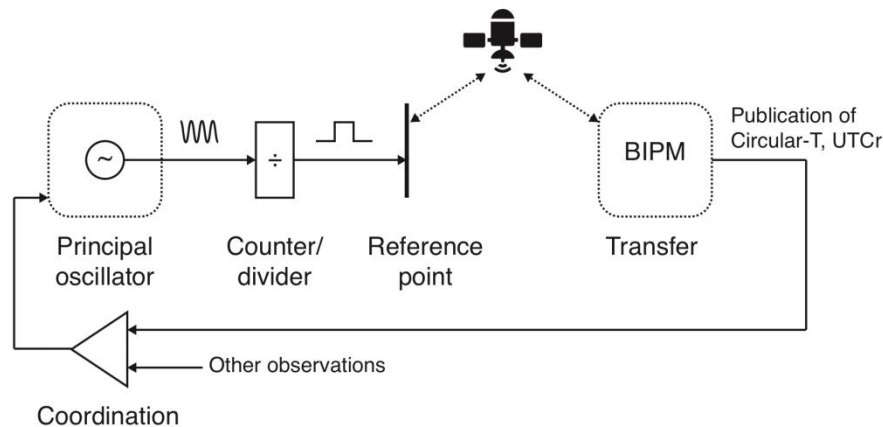 Publication of
Circular-T, UTCr
BIPM
~
÷
Principal
oscillator
Counter/
divider
Reference
point
Transfer
Other observations
Coordination